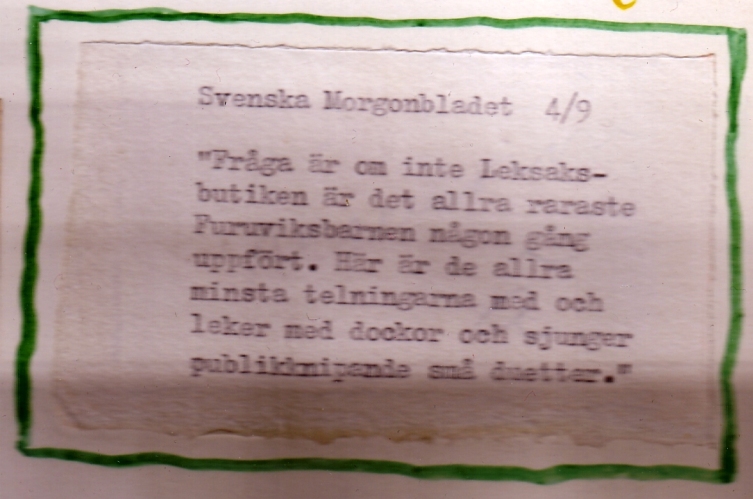 Svenska Morgonbladet 4/9
"Fråga är om inte Leksaks-
butiken är det allra raraste
Furuviksbarnen någon gång
uppfört. Här är de allra
minsta telningarna med och
leker med dockor och sjunger
publikknipande små duetter."